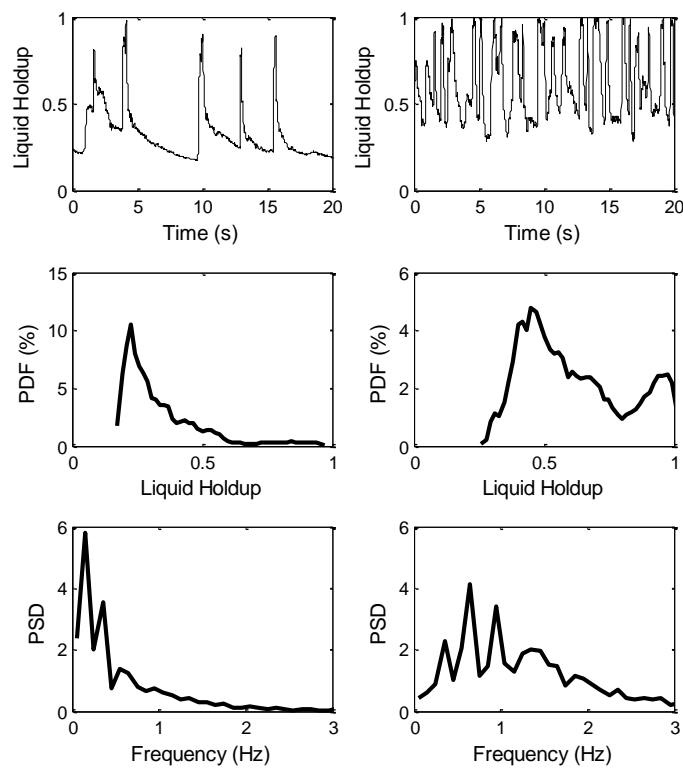 1
0.5
0
Liquid Holdup
0 5 10 15 20
Time (s)
1
0.5
0
Liquid Holdup
0 5 10 15 20
Time (s)
15
10
5
0
PDF (%)
0 0.5 1
Liquid Holdup
6
4
2
0
PDF (%)
0 0.5 1
Liquid Holdup
6
4
2
0
PSD
0 1 2 3
Frequency (Hz)
6
4
2
0
PSD
0 1 2 3
Frequency (Hz)